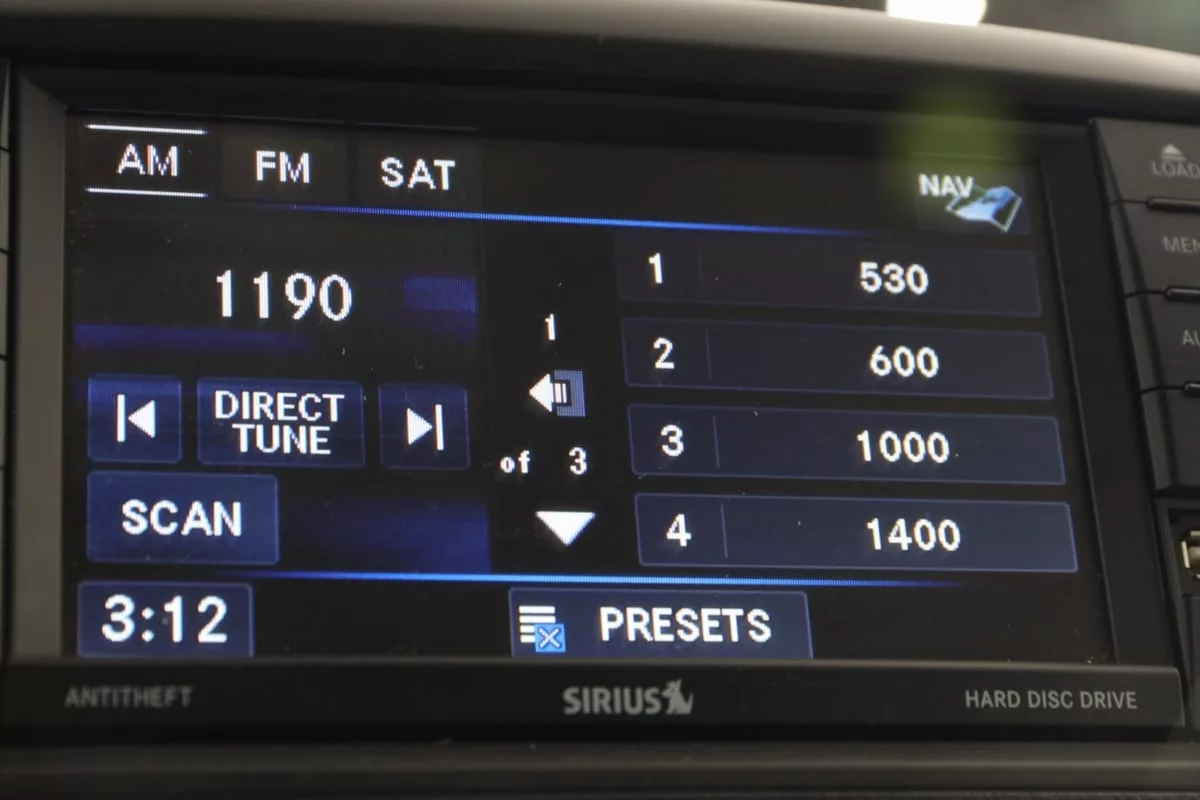 AM FM SAT
NAV
1190
DIRECT
TUNE
SCAN
1
of 3
1 530
2 600
3 1000
4 1400
3:12
PRESETS
ANTITHEFT
SIRIUS
HARD DISC DRIVE